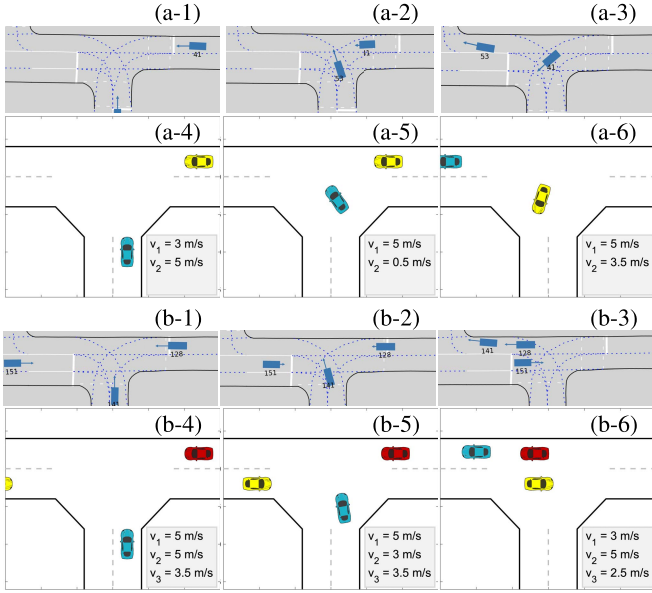 (a-1)
(a-2)
(a-3)
41
53
41
(a-4)
(a-5)
(a-6)
v1 = 3 m/s
v2 = 5 m/s
v1 = 5 m/s
v2 = 0.5 m/s
v1 = 5 m/s
v2 = 3.5 m/s
(b-1)
(b-2)
(b-3)
151
128
151
128
141
128
151
(b-4)
(b-5)
(b-6)
v1 = 5 m/s
v2 = 5 m/s
v3 = 3.5 m/s
v1 = 5 m/s
v2 = 3 m/s
v3 = 3.5 m/s
v1 = 3 m/s
v2 = 5 m/s
v3 = 2.5 m/s